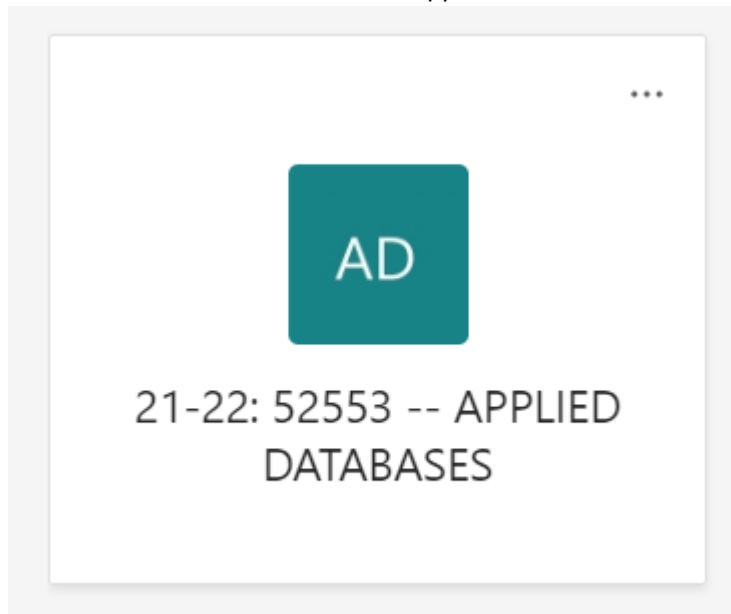 ...
AD
21-22: 52553 -- APPLIED
DATABASES